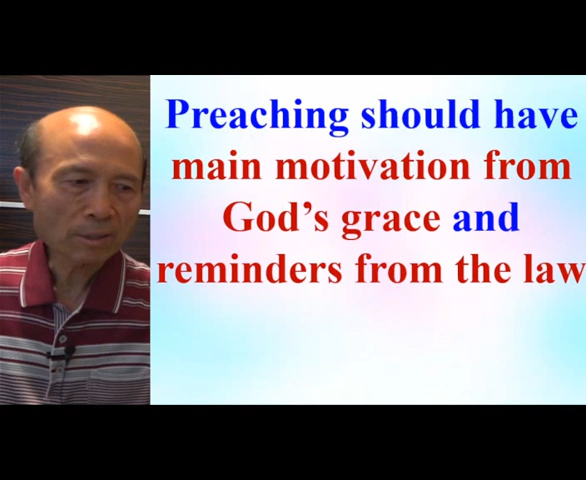 Preaching should have
main motivation from
God's grace and
reminders from the law